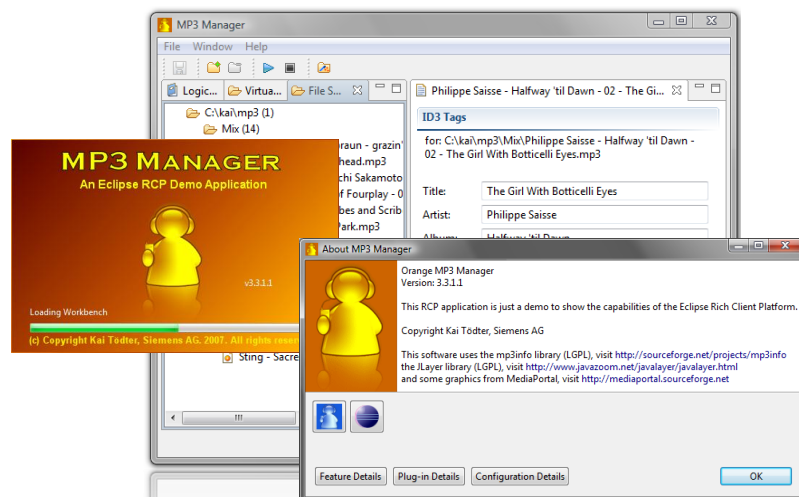 MP3 Manager
File Window Help
Logic...
Virtua...
File S...
Philippe Saisse - Halfway 'til Dawn - 02 - The Gi...
C:\kai\mp3 (1)
Mix (14)
raun - grazin'
head.mp3
chi Sakamoto
f Fourplay - 0
bes and Scrib
Park.mp3
Sting - Sacre
ID3 Tags
for: C:\kai\mp3\Mix\Philippe Saisse - Halfway 'til Dawn -
02 - The Girl With Botticelli Eyes.mp3
Title: The Girl With Botticelli Eyes
Artist: Philippe Saisse
Album: Halfway 'til Dawn
MP3 MANAGER
An Eclipse RCP Demo Application
v3.3.1.1
Loading Workbench
(c) Copyright Kai Tödter, Siemens AG. 2007. All rights reser
About MP3 Manager
Orange MP3 Manager
Version: 3.3.1.1
This RCP application is just a demo to show the capabilities of the Eclipse Rich Client Platform.
Copyright Kai Tödter, Siemens AG
This software uses the mp3info library (LGPL), visit http://sourceforge.net/projects/mp3info
the JLayer library (LGPL), visit http://www.javazoom.net/javalayer/javalayer.html
and some graphics from MediaPortal, visit http://mediaportal.sourceforge.net
Feature Details
Plug-in Details
Configuration Details
OK